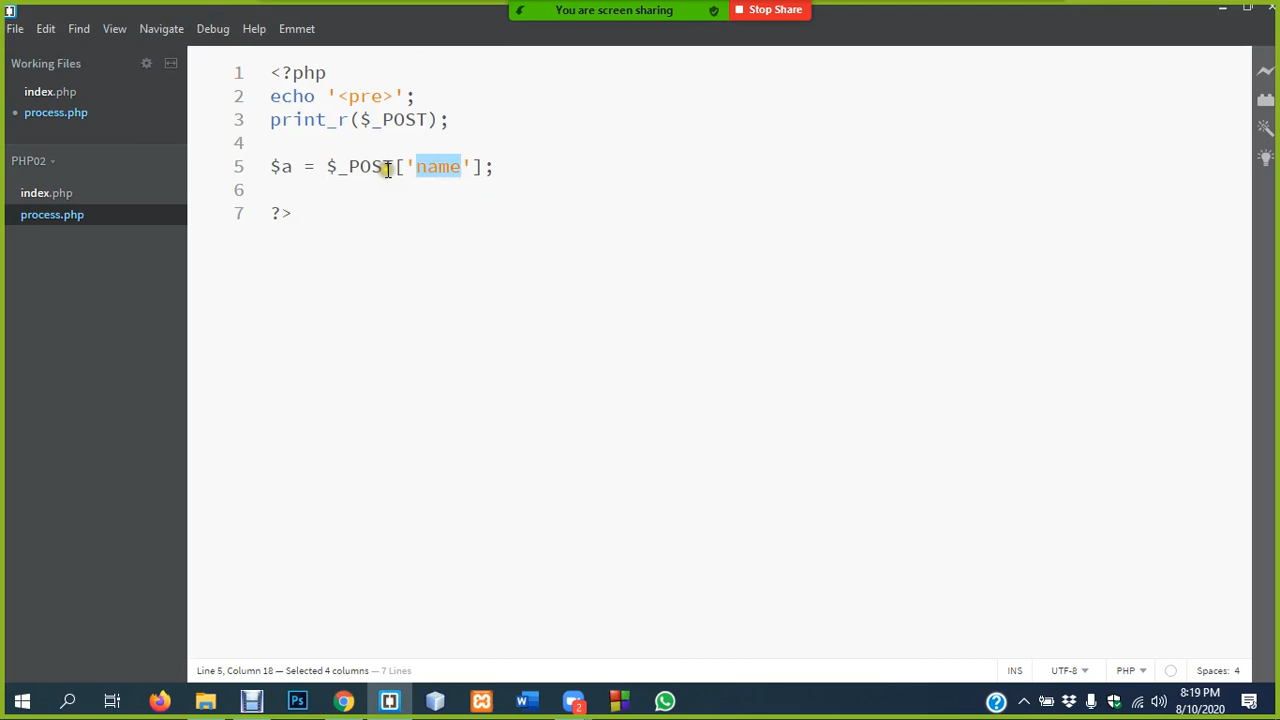 You are screen sharing
Stop Share
File Edit Find View Navigate Debug Help Emmet
Working Files
index.php
process.php
PHP02
index.php
process.php
1 <?php
2 echo '<pre>';
3 print_r($_POST);
4
5 $a = $_POST['name'];
6
7 ?>
Line 5, Column 18 — Selected 4 columns — 7 Lines
INS UTF-8 PHP Spaces: 4
2
8:19 PM
8/10/2020